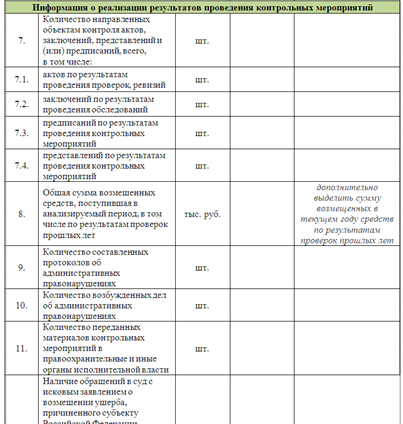 Информация о реализации результатов проведения контрольных мероприятий
7.
Количество направленных
объектам контроля актов,
заключений, представлений и
(или) предписаний, всего,
в том числе:
шт.
7.1.
актов по результатам
проведения проверок, ревизий
шт.
7.2.
заключений по результатам
проведения обследований
шт.
7.3.
предписаний по результатам
проведения контрольных
мероприятий
шт.
7.4.
представлений по результатам
проведения контрольных
мероприятий
шт.
8.
Общая сумма возмещенных
средств, поступившая в
анализируемый период, в том
числе по результатам проверок
прошлых лет
тыс. руб.
дополнительно
выделить сумму
возмещенных в
текущем году средств
по результатам
проверок прошлых лет
9.
Количество составленных
протоколов об
административных
правонарушениях
шт.
10.
Количество возбужденных дел
об административных
правонарушениях
шт.
11.
Количество переданных
материалов контрольных
мероприятий в
правоохранительные и иные
органы исполнительной власти
шт.
Наличие обращений в суд с
исковым заявлением о
возмещении ущерба,
причиненного субъекту
Российской Федерации